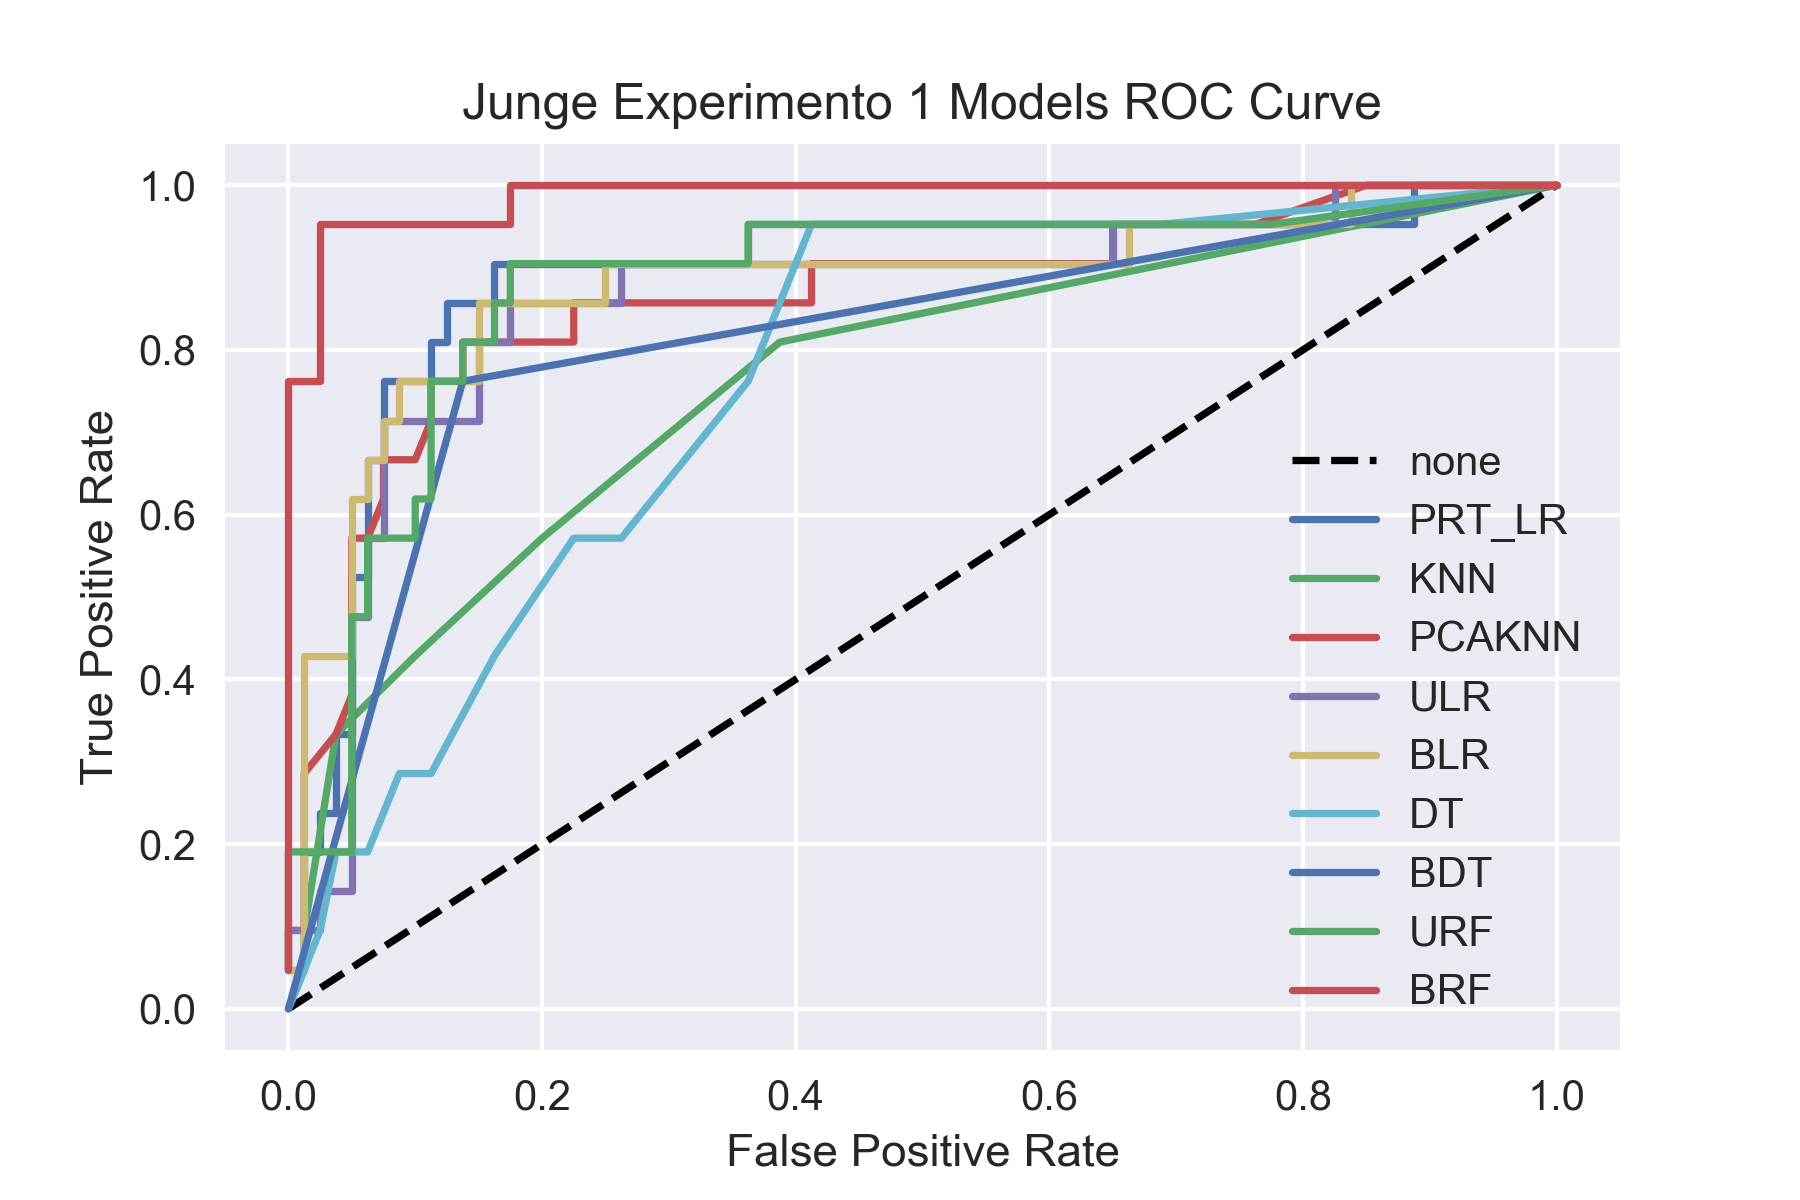 Junge Experimento 1 Models ROC Curve
1.0
0.8
0.6
0.4
0.2
0.0
True Positive Rate
none
PRT_LR
KNN
PCAKNN
ULR
BLR
DT
BDT
URF
BRF
0.0 0.2 0.4 0.6 0.8 1.0
False Positive Rate